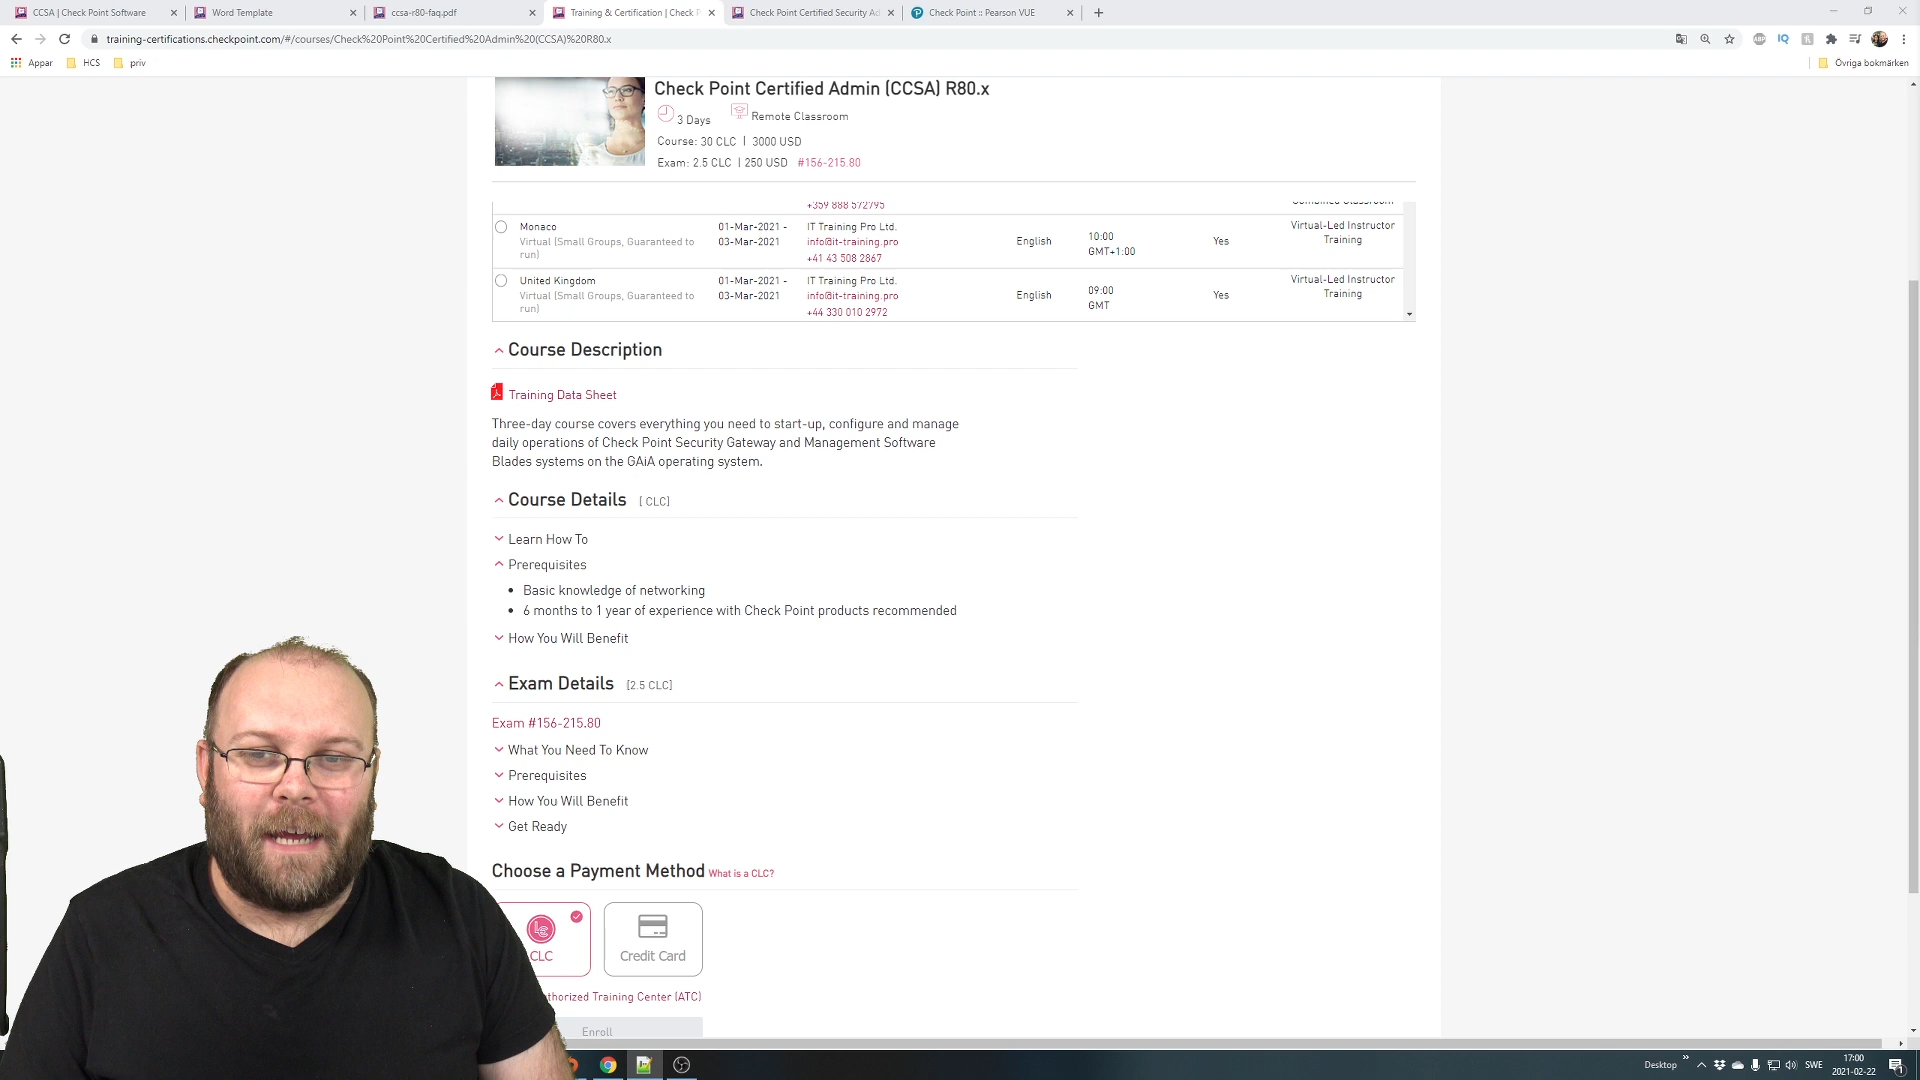 CCSA | Check Point Software
Word Template
ccsa-r80-faq.pdf
Training & Certification | Check P
Check Point Certified Security Ad
Check Point :: Pearson VUE
training-certifications.checkpoint.com/#/courses/Check%20Point%20Certified%20Admin%20(CCSA)%20R80.x
ABP
IQ
Appar
HCS
priv
Övriga bokmärken
Check Point Certified Admin (CCSA) R80.x
3 Days
Remote Classroom
Course: 30 CLC | 3000 USD
Exam: 2.5 CLC | 250 USD #156-215.80
+359 888 572795
Combined Classroom
Monaco
Virtual (Small Groups, Guaranteed to
run)
01-Mar-2021 -
03-Mar-2021
IT Training Pro Ltd.
info@it-training.pro
+41 43 508 2867
English
10:00
GMT+1:00
Yes
Virtual-Led Instructor
Training
United Kingdom
Virtual (Small Groups, Guaranteed to
run)
01-Mar-2021 -
03-Mar-2021
IT Training Pro Ltd.
info@it-training.pro
+44 330 010 2972
English
09:00
GMT
Yes
Virtual-Led Instructor
Training
Course Description
Training Data Sheet
Three-day course covers everything you need to start-up, configure and manage
daily operations of Check Point Security Gateway and Management Software
Blades systems on the GAiA operating system.
Course Details [ CLC]
Learn How To
Prerequisites
• Basic knowledge of networking
• 6 months to 1 year of experience with Check Point products recommended
How You Will Benefit
Exam Details [2.5 CLC]
Exam #156-215.80
What You Need To Know
Prerequisites
How You Will Benefit
Get Ready
Choose a Payment Method What is a CLC?
CLC
Credit Card
thorized Training Center (ATC)
Enroll
Desktop
SWE
17:00
2021-02-22